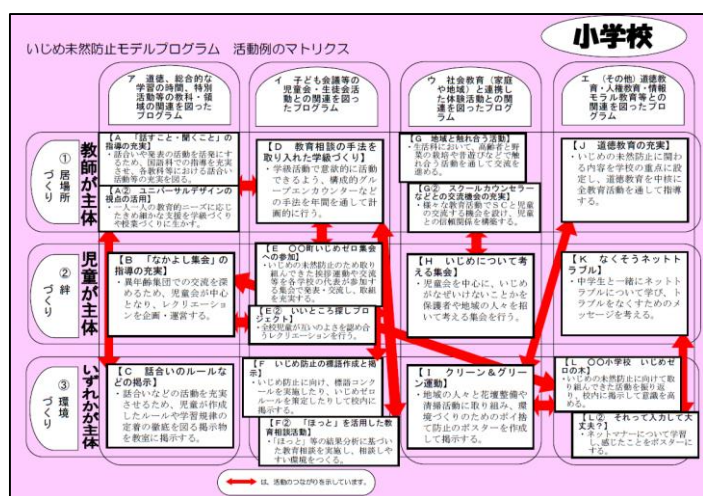 いじめ未然防止モデルプログラム　活動例のマトリクス
小学校
ア　道徳、総合的な
学習の時間、特別
活動等の教科・領
域の関連を図った
プログラム
イ　子ども会議等の
児童会・生徒会活
動との関連を図っ
たプログラム
ウ　社会教育（家庭
や地域）と連携し
た体験活動との関
連を図ったプログ
ラム
エ　（その他）道徳教
育・人権教育・情報
モラル教育等との
関連を図ったプロ
グラム
① 居場所づくり
教師が主体
【A　「話すこと・聞くこと」の
指導の充実】
・話合いや発表の活動を活発にす
るため、国語科での指導を充実
させ、各教科等における話合い
活動等の充実を図る。
【A②　ユニバーサルデザインの
視点の活用】
・一人一人の教育的ニーズに応じ
たきめ細かな支援を学級づくり
や授業づくりに生かす。
【D　教育相談の手法を
取り入れた学級づくり】
・学級活動で意欲的に活動
できるよう、構成的グルー
プエンカウンターなど
の手法を年間を通して計
画的に行う。
【G　地域と触れ合う活動】
・生活科において、高齢者と野
菜の栽培や昔遊びなどで触れ
合う活動を通して交流を
進める。
【G②　スクールカウンセラー
などとの交流機会の充実】
・様々な教育活動でSCと児童
の交流する機会を設け、児童と
の信頼関係を構築する。
【J　道徳教育の充実】
・いじめの未然防止に関わ
る内容を学校の重点に設
定し、道徳教育を中核に
全教育活動を通して指導す
る。
② 絆づくり
児童が主体
【B　「なかよし集会」の
指導の充実】
・異年齢集団での交流を深
めるため、児童会が中心
となり、レクリエーション
を企画・運営する。
【E　〇〇町いじめゼロ集会
への参加】
・いじめの未然防止のため取り組
んできた挨拶運動や交流
等を各学校の代表が参加す
る集会で発表・交流し、取組
を充実する。
【E②　いいところ探しプロ
ジェクト】
・全校児童が互いのよさを認め合
うレクリエーションを行う。
【H　いじめについて考
える集会】
・児童会を中心に、いじめ
がなぜいけないことかを
保護者や地域の人々を招
いて考える集会を行う。
【K　なくそうネットト
ラブル】
・中学生と一緒にネットト
ラブルについて学び、ト
ラブルをなくすためのメ
ッセージを考える。
③ 環境づくり
いずれかが主体
【C　話合いのルールな
どの掲示】
・話合いなどの活動を充実
させるため、児童が作成
したルールや学習規律の
定着の徹底を図る掲示物
を教室に掲示する。
【F　いじめ防止の標語作成と掲
示】
・いじめ防止に向け、標語コンク
ールを実施したり、いじめゼロ
ルールを策定したりして校内に
掲示する。
【F②　「ほっと」を活用した教
育相談活動】
・「ほっと」等の結果分析に基づい
た教育相談を実施し、相談しや
すい環境をつくる。
【I　クリーン＆グリー
ン運動】
・地域の人々と花壇整備や
清掃活動に取り組み、環
境づくりのためのポイ捨
て防止のポスターを作成
して掲示する。
【L　〇〇小学校　いじめゼ
ロの木】
・いじめの未然防止に向けて取り
組んできた活動を振り返
り、校内に掲示して意識を高
める。
【L②　それって入力して大
丈夫？】
・ネットマナーについて学習
し、感じたことをポスターにす
る。
は、活動のつながりを示しています。